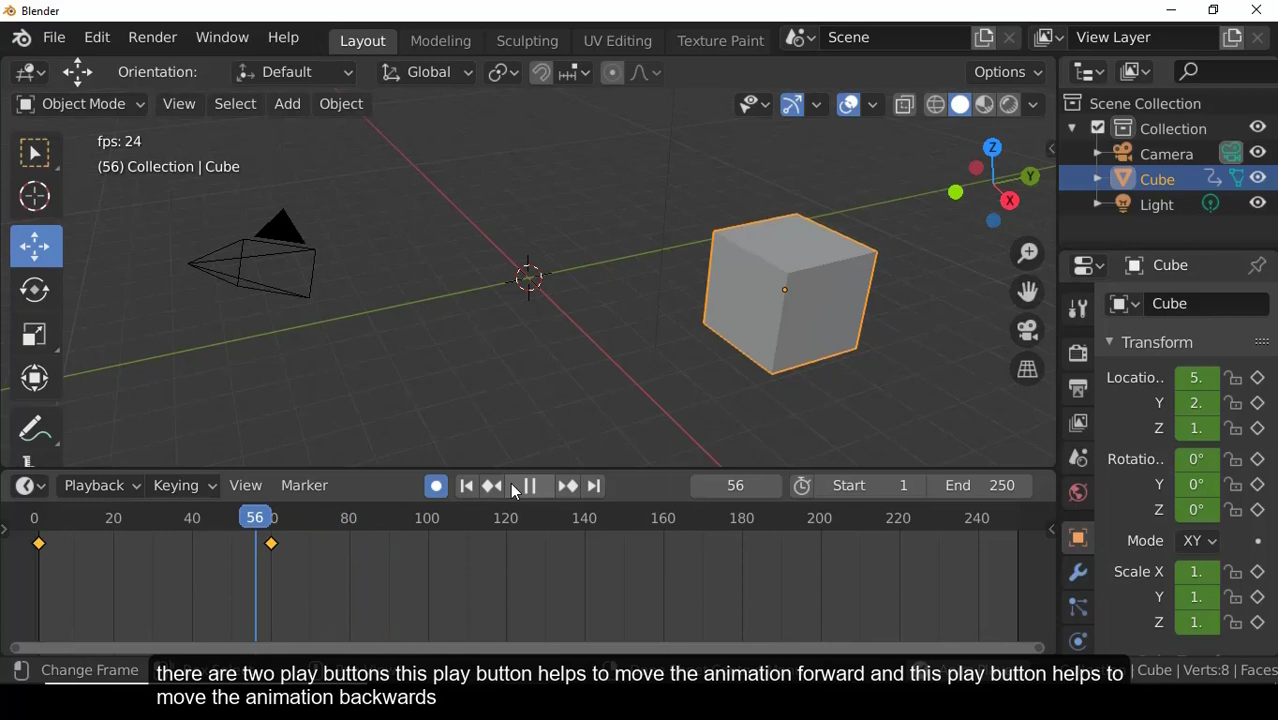 Blender
File Edit Render Window Help Layout Modeling Sculpting UV Editing Texture Paint Scene View Layer
Orientation: Default Global Options
Object Mode View Select Add Object
Scene Collection
Collection
Camera
Cube
Light
fps: 24
(56) Collection | Cube
Z
Y
X
Cube
Cube
Transform
Locatio.. 5.
Y 2.
Z 1.
Rotatio.. 0°
Y 0°
Z 0°
Mode XY
Scale X 1.
Y 1.
Z 1.
Playback Keying View Marker 56 Start 1 End 250
0 20 40 56 0 80 100 120 140 160 180 200 220 240
Change Frame | Cube | Verts:8 | Faces
there are two play buttons this play button helps to move the animation forward and this play button helps to
move the animation backwards